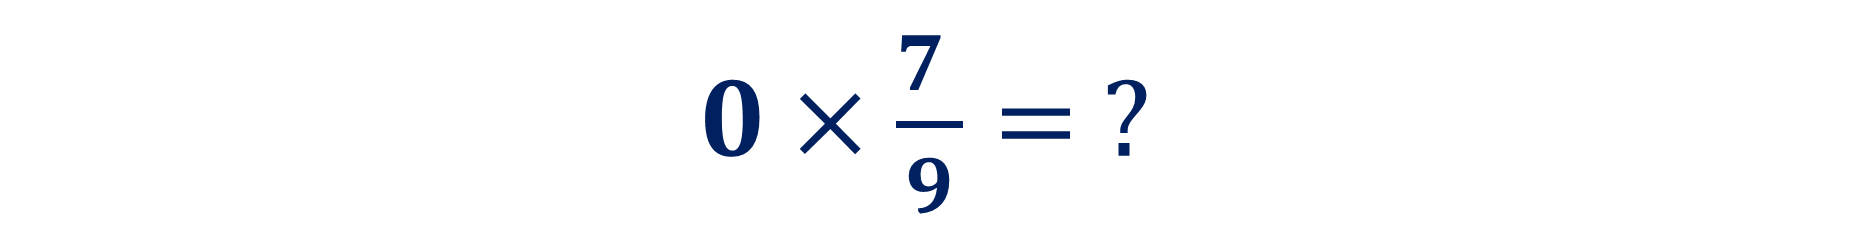 0 × 7/9 = ?